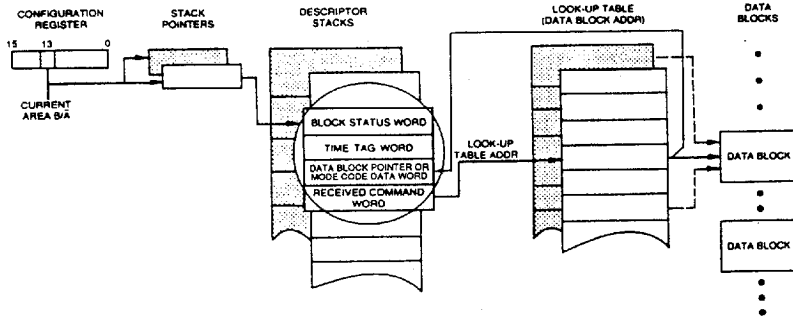 CONFIGURATION
REGISTER
15 13 0
CURRENT
AREA B/A
STACK
POINTERS
DESCRIPTOR
STACKS
BLOCK STATUS WORD
TIME TAG WORD
DATA BLOCK POINTER OR
MODE CODE DATA WORD
RECEIVED COMMAND
WORD
LOOK-UP
TABLE ADDR
LOOK-UP TABLE
(DATA BLOCK ADDR)
DATA
BLOCKS
DATA BLOCK
DATA BLOCK